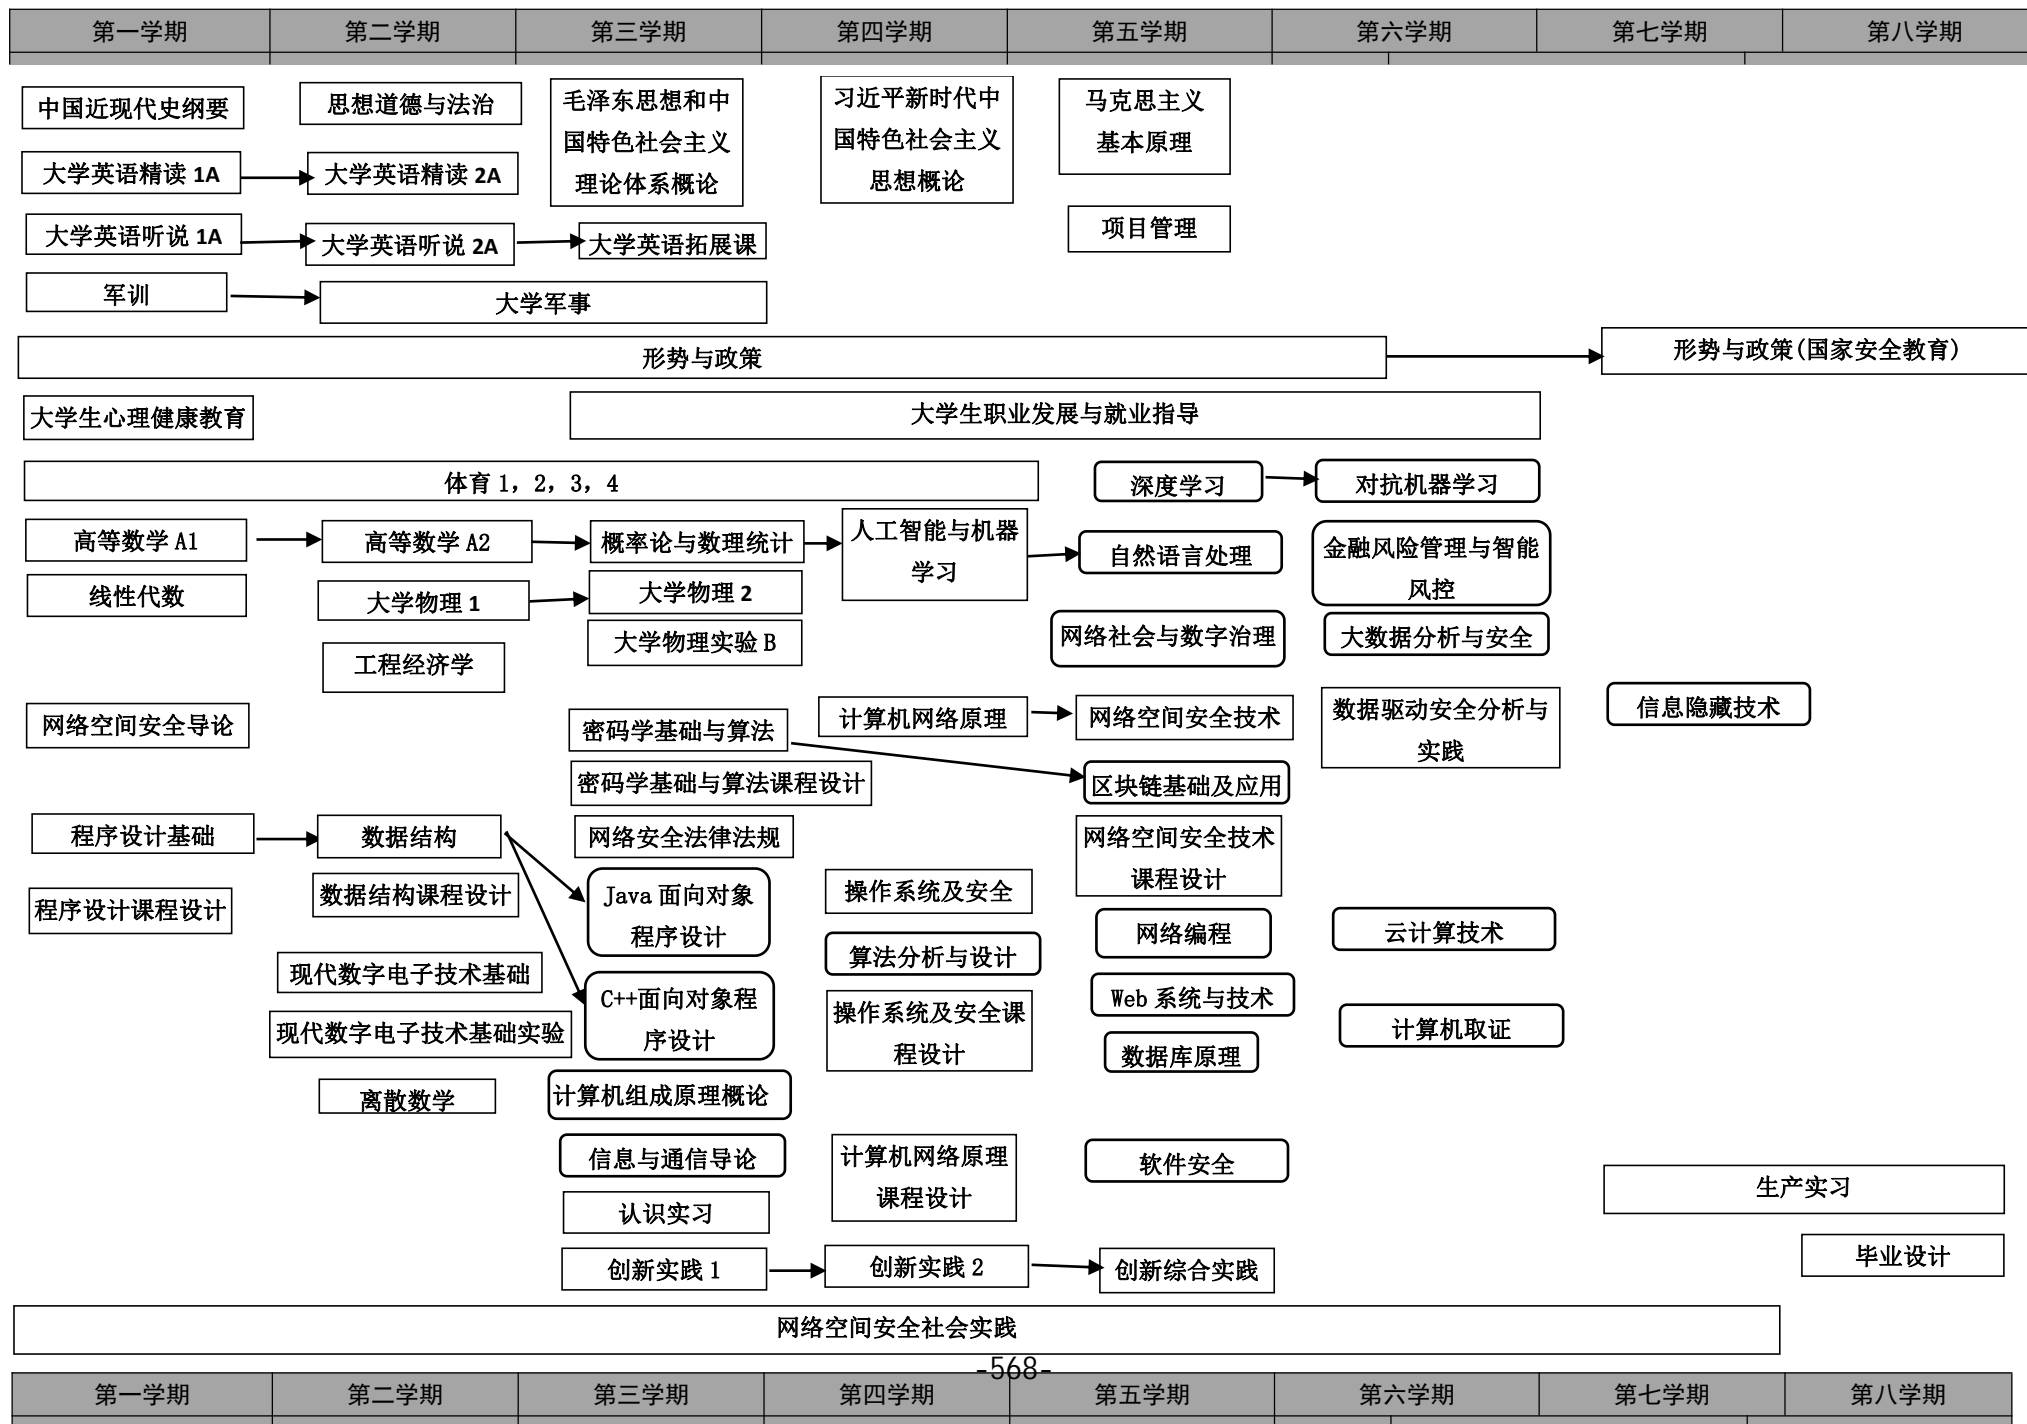 第一学期 第二学期 第三学期 第四学期 第五学期 第六学期 第七学期 第八学期
中国近现代史纲要
思想道德与法治
毛泽东思想和中
国特色社会主义
理论体系概论
习近平新时代中
国特色社会主义
思想概论
马克思主义
基本原理
大学英语精读 1A
大学英语精读 2A
大学英语听说 1A
大学英语听说 2A
大学英语拓展课
项目管理
军训
大学军事
形势与政策
形势与政策(国家安全教育)
大学生心理健康教育
大学生职业发展与就业指导
体育 1, 2, 3, 4
深度学习
对抗机器学习
高等数学 A1
高等数学 A2
概率论与数理统计
人工智能与机器
学习
自然语言处理
金融风险管理与智能
风控
线性代数
大学物理 1
大学物理 2
大学物理实验 B
网络社会与数字治理
大数据分析与安全
工程经济学
网络空间安全导论
密码学基础与算法
计算机网络原理
网络空间安全技术
数据驱动安全分析与
实践
信息隐藏技术
密码学基础与算法课程设计
区块链基础及应用
程序设计基础
数据结构
网络安全法律法规
网络空间安全技术
课程设计
程序设计课程设计
数据结构课程设计
Java 面向对象
程序设计
操作系统及安全
网络编程
云计算技术
现代数字电子技术基础
算法分析与设计
现代数字电子技术基础实验
C++面向对象程
序设计
操作系统及安全课
程设计
Web 系统与技术
计算机取证
数据库原理
离散数学
计算机组成原理概论
信息与通信导论
计算机网络原理
课程设计
软件安全
认识实习
生产实习
创新实践 1
创新实践 2
创新综合实践
毕业设计
网络空间安全社会实践
-568-
第一学期 第二学期 第三学期 第四学期 第五学期 第六学期 第七学期 第八学期